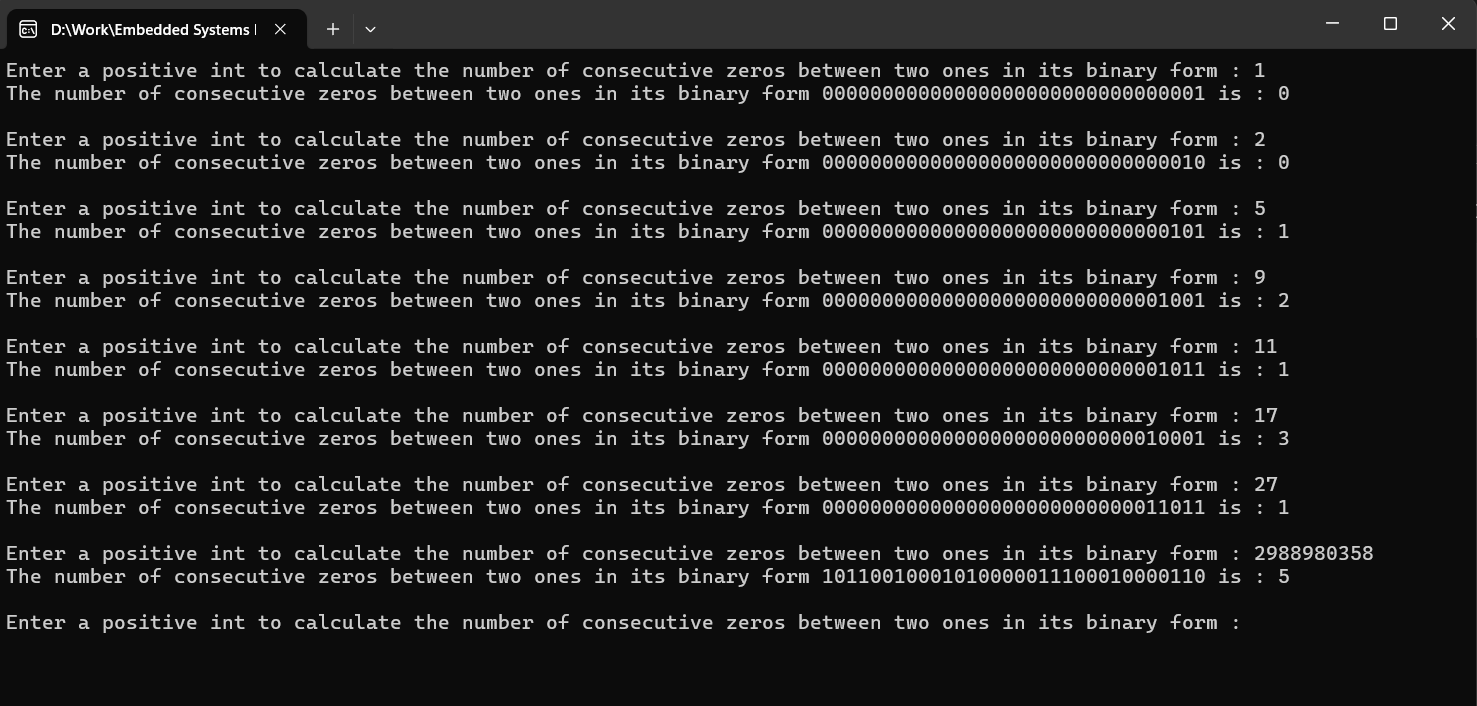 D:\Work\Embedded Systems
Enter a positive int to calculate the number of consecutive zeros between two ones in its binary form : 1
The number of consecutive zeros between two ones in its binary form 00000000000000000000000000000001 is : 0
Enter a positive int to calculate the number of consecutive zeros between two ones in its binary form : 2
The number of consecutive zeros between two ones in its binary form 00000000000000000000000000000010 is : 0
Enter a positive int to calculate the number of consecutive zeros between two ones in its binary form : 5
The number of consecutive zeros between two ones in its binary form 00000000000000000000000000000101 is : 1
Enter a positive int to calculate the number of consecutive zeros between two ones in its binary form : 9
The number of consecutive zeros between two ones in its binary form 00000000000000000000000000001001 is : 2
Enter a positive int to calculate the number of consecutive zeros between two ones in its binary form : 11
The number of consecutive zeros between two ones in its binary form 00000000000000000000000000001011 is : 1
Enter a positive int to calculate the number of consecutive zeros between two ones in its binary form : 17
The number of consecutive zeros between two ones in its binary form 00000000000000000000000000010001 is : 3
Enter a positive int to calculate the number of consecutive zeros between two ones in its binary form : 27
The number of consecutive zeros between two ones in its binary form 00000000000000000000000000011011 is : 1
Enter a positive int to calculate the number of consecutive zeros between two ones in its binary form : 2988980358
The number of consecutive zeros between two ones in its binary form 10110010001010000011100010000110 is : 5
Enter a positive int to calculate the number of consecutive zeros between two ones in its binary form :